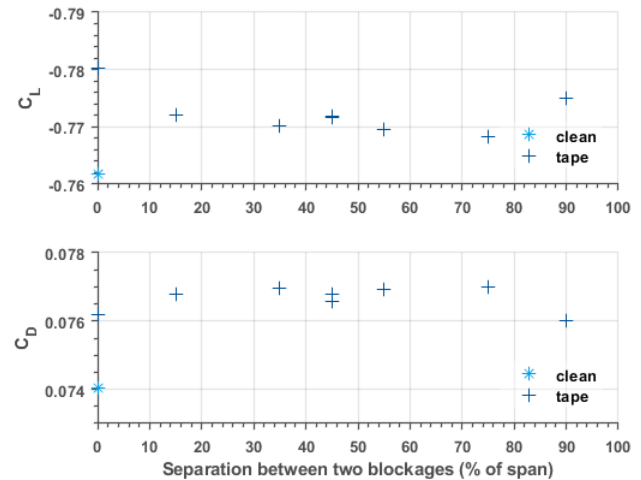 -0.79
-0.78
-0.77
-0.76
C_L
clean
tape
0 10 20 30 40 50 60 70 80 90 100
0.078
0.076
0.074
C_D
clean
tape
0 10 20 30 40 50 60 70 80 90 100
Separation between two blockages (% of span)